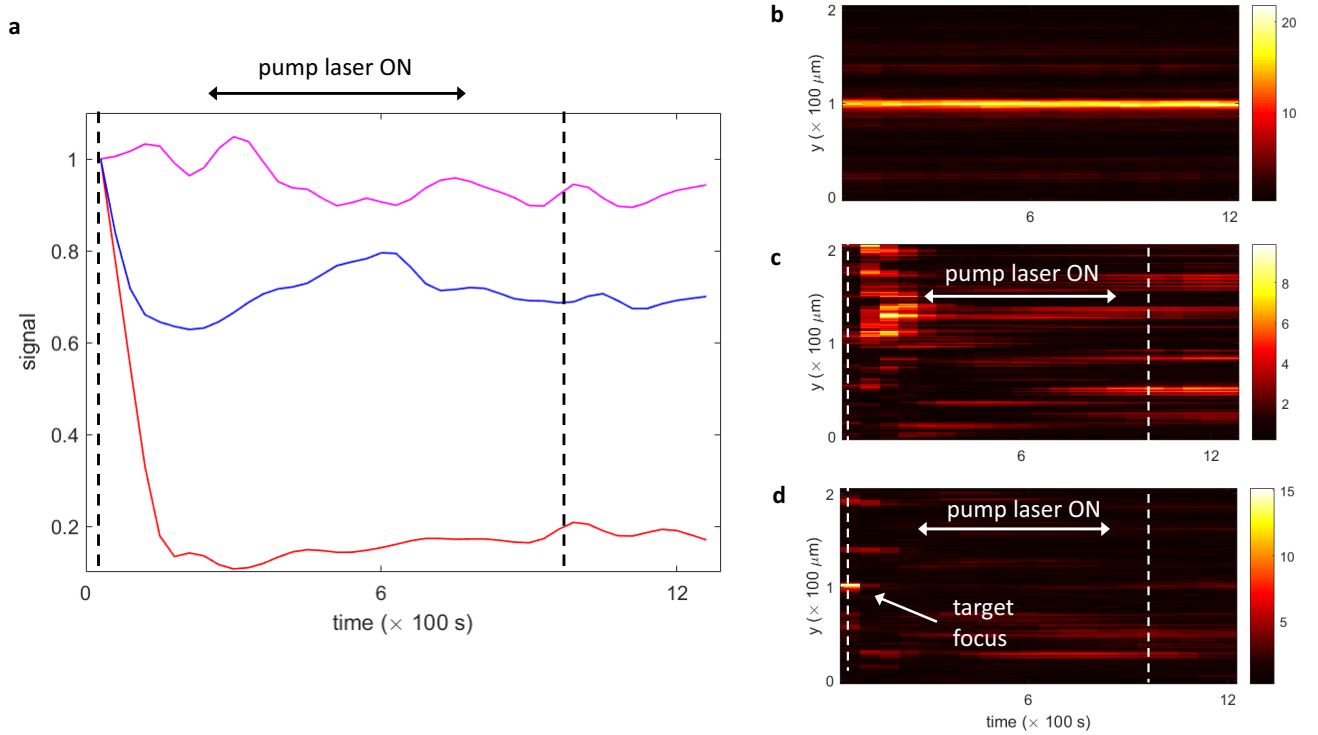 a
pump laser ON
1
0.8
0.6
0.4
0.2
signal
0
6
12
time (× 100 s)
b
2
1
0
y (× 100 μm)
6
12
20
10
c
2
1
0
y (× 100 μm)
pump laser ON
6
12
8
6
4
2
d
2
1
0
y (× 100 μm)
pump laser ON
target
focus
6
12
time (× 100 s)
15
10
5